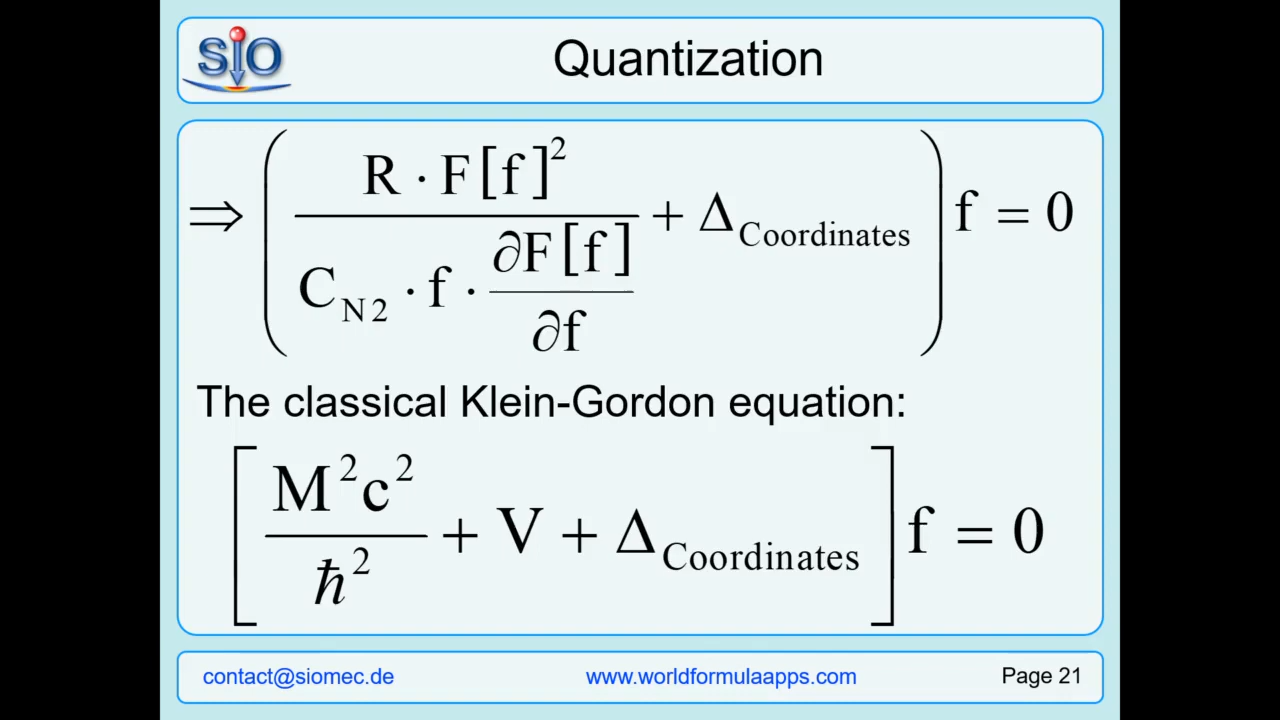 SIO
Quantization
⇒ ( R · F[f]² / ( C_N2 · f · ∂F[f]/∂f ) + Δ_Coordinates ) f = 0
The classical Klein-Gordon equation:
[ M²c² / ħ² + V + Δ_Coordinates ] f = 0
contact@siomec.de
www.worldformulaapps.com
Page 21